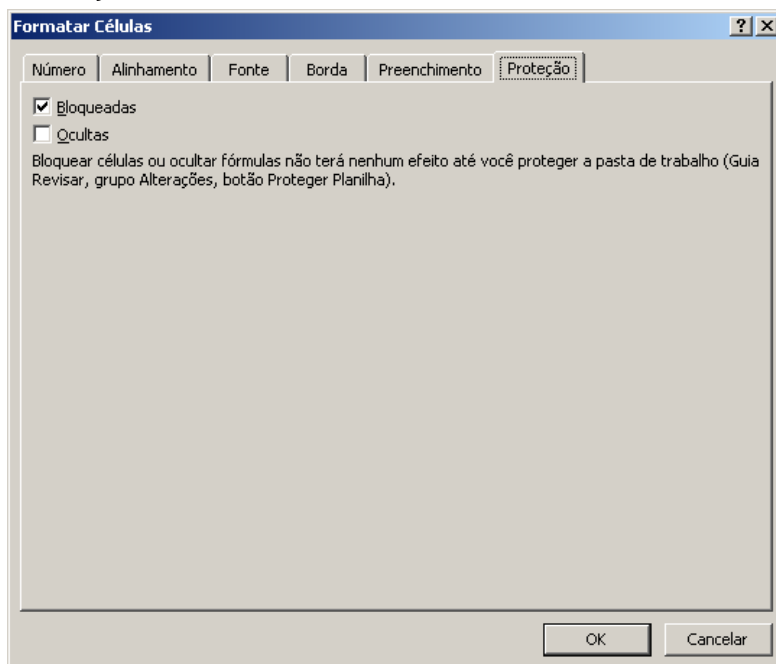 Formatar Células
Número Alinhamento Fonte Borda Preenchimento Proteção
Bloqueadas
Ocultas
Bloquear células ou ocultar fórmulas não terá nenhum efeito até você proteger a pasta de trabalho (Guia
Revisar, grupo Alterações, botão Proteger Planilha).
OK Cancelar